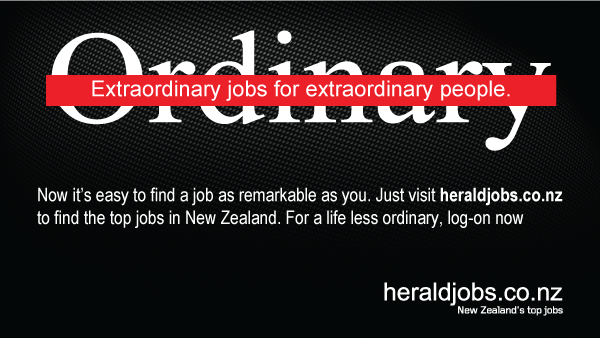 Ordinary
Extraordinary jobs for extraordinary people.
Now it's easy to find a job as remarkable as you. Just visit heraldjobs.co.nz
to find the top jobs in New Zealand. For a life less ordinary, log-on now
heraldjobs.co.nz
New Zealand's top jobs